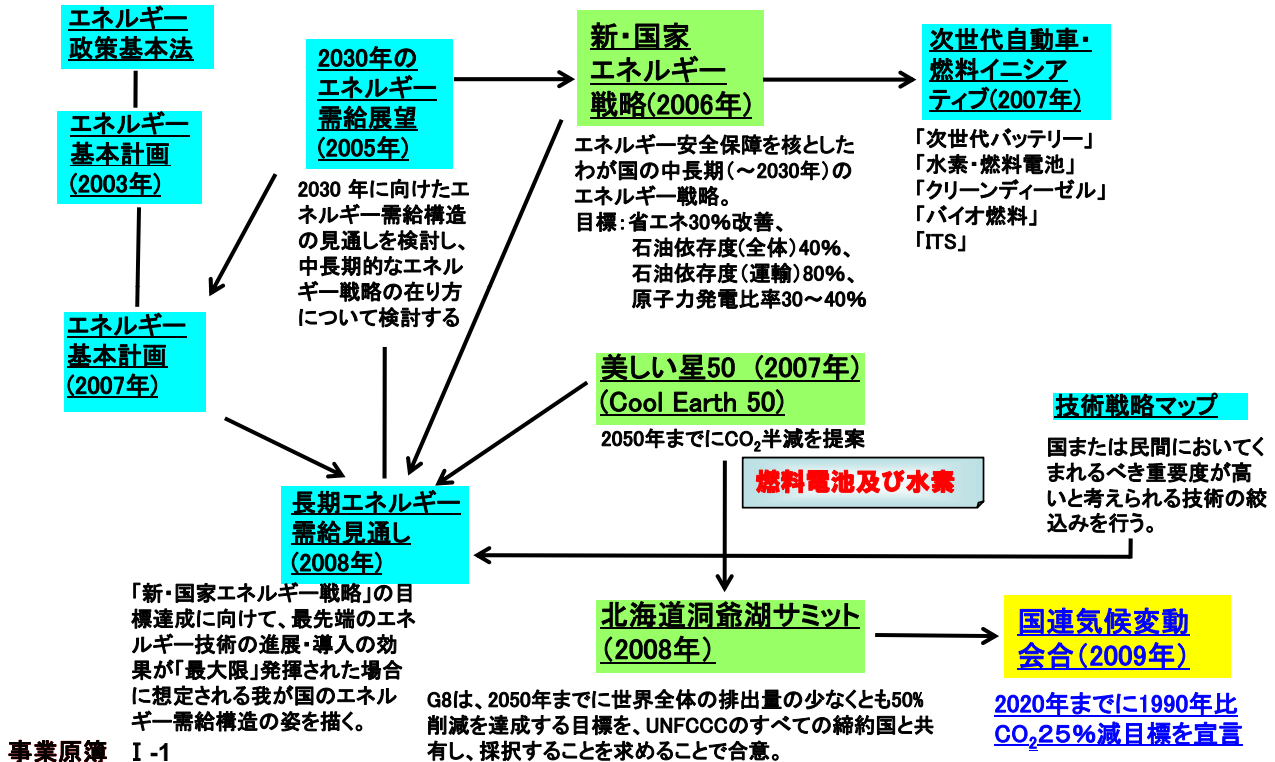 エネルギー
政策基本法
エネルギー
基本計画
(2003年)
エネルギー
基本計画
(2007年)
2030年の
エネルギー
需給展望
(2005年)
2030 年に向けたエ
ネルギー需給構造
の見通しを検討し、
中長期的なエネル
ギー戦略の在り方
について検討する
新・国家
エネルギー
戦略(2006年)
エネルギー安全保障を核とした
わが国の中長期（～2030年）の
エネルギー戦略。
目標：省エネ30％改善、
石油依存度(全体)40％、
石油依存度（運輸）80％、
原子力発電比率30～40％
次世代自動車・
燃料イニシア
ティブ(2007年)
「次世代バッテリー」
「水素・燃料電池」
「クリーンディーゼル」
「バイオ燃料」
「ITS」
美しい星50 （2007年）
(Cool Earth 50)
2050年までにCO₂半減を提案
燃料電池及び水素
技術戦略マップ
国または民間においてく
まれるべき重要度が高
いと考えられる技術の絞
込みを行う。
長期エネルギー
需給見通し
(2008年)
「新・国家エネルギー戦略」の目
標達成に向けて、最先端のエネ
ルギー技術の進展・導入の効
果が「最大限」発揮された場合
に想定される我が国のエネル
ギー需給構造の姿を描く。
北海道洞爺湖サミット
（2008年）
G8は、2050年までに世界全体の排出量の少なくとも50%
削減を達成する目標を、UNFCCCのすべての締約国と共
有し、採択することを求めることで合意。
国連気候変動
会合（2009年）
2020年までに1990年比
CO₂２５％減目標を宣言
事業原簿 Ⅰ-1